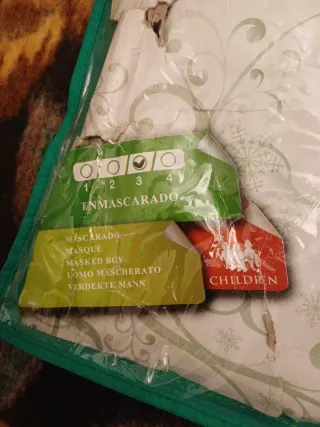 1 2 3 4
ENMASCARADO
MASCARADO
MASQUE
MASKED BOY
UOMO MASCHERATO
VERDEKTE MANN
CHILDREN